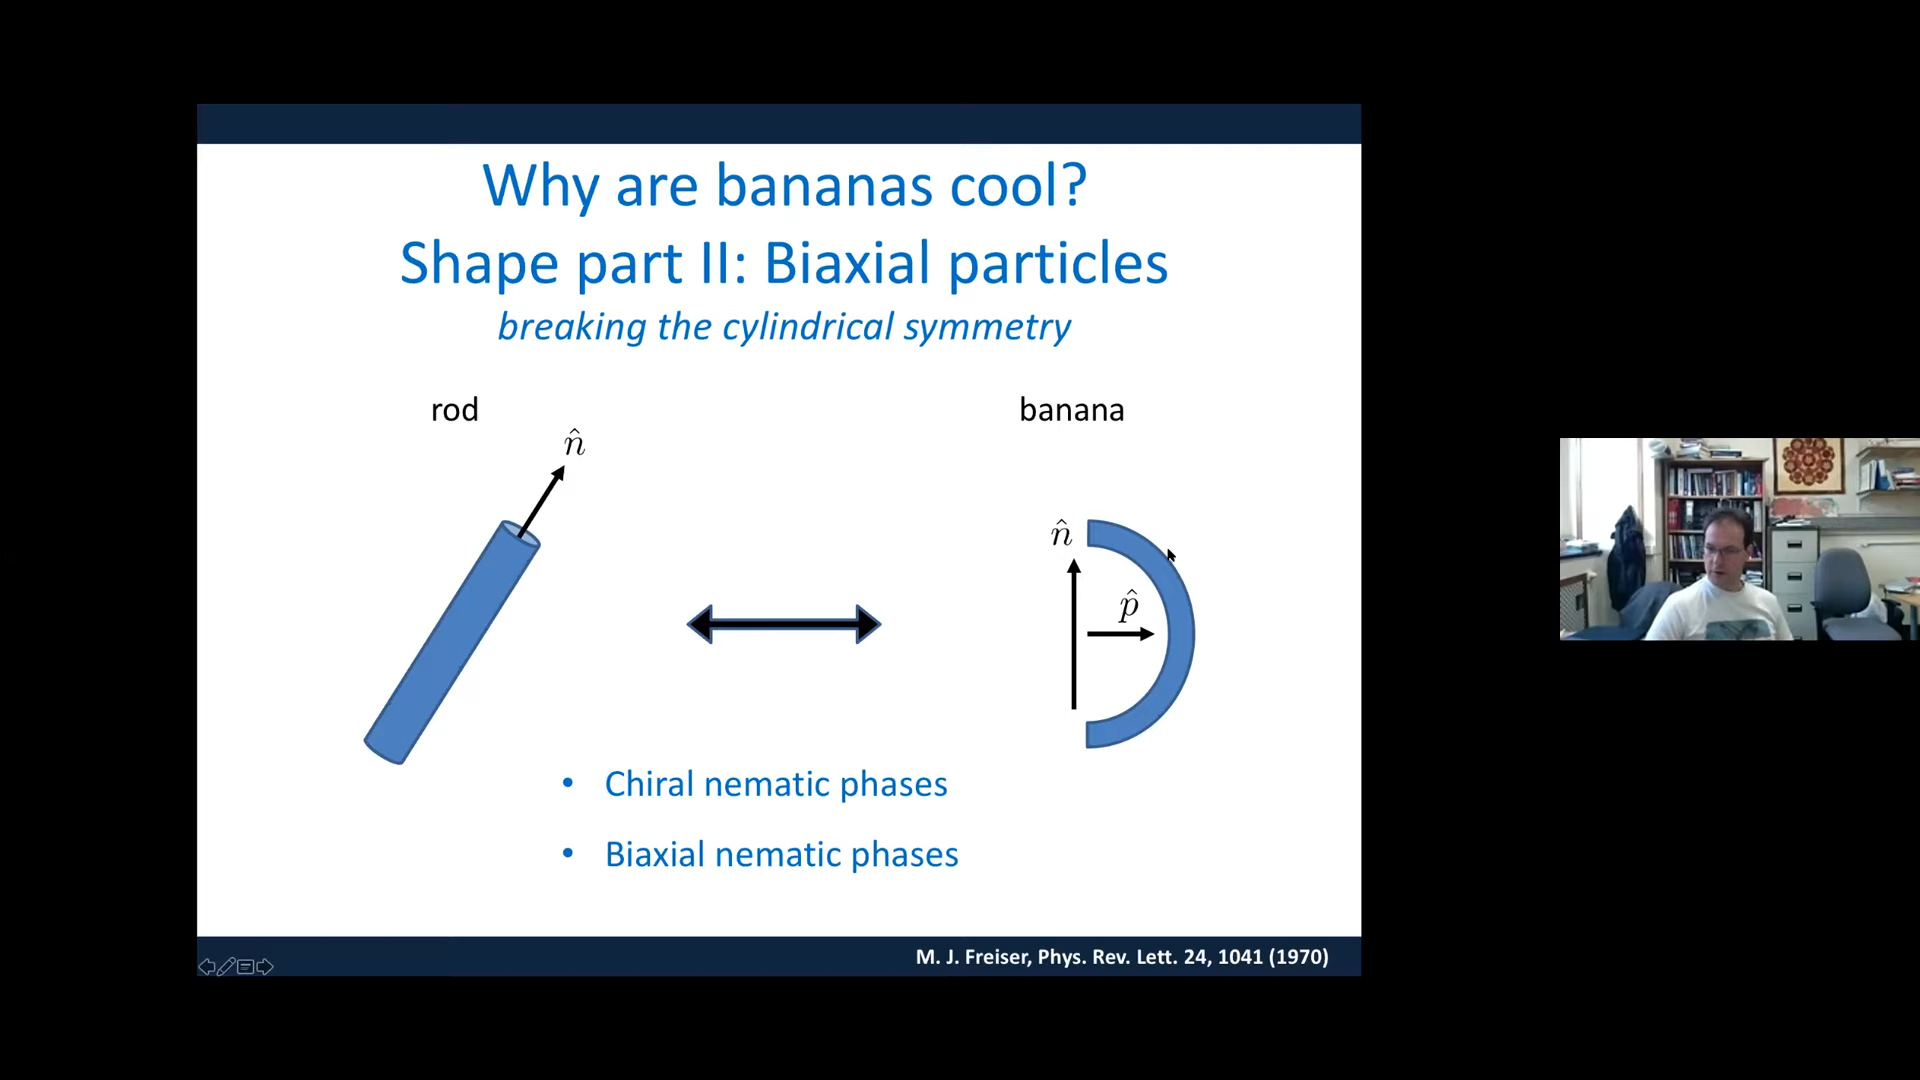 Why are bananas cool?
Shape part II: Biaxial particles
breaking the cylindrical symmetry
rod
banana
n̂
n̂
p̂
• Chiral nematic phases
• Biaxial nematic phases
M. J. Freiser, Phys. Rev. Lett. 24, 1041 (1970)